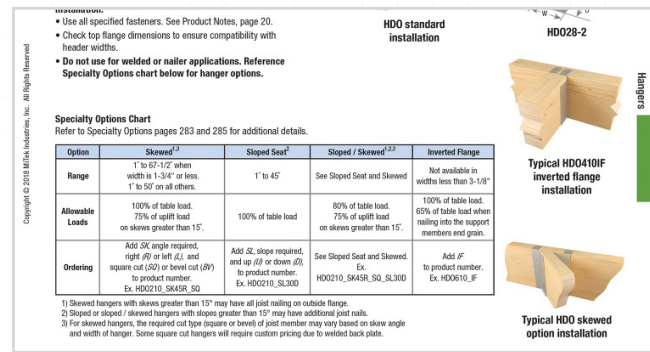 • Use all specified fasteners. See Product Notes, page 20.
• Check top flange dimensions to ensure compatibility with
header widths.
• Do not use for welded or nailer applications. Reference
Specialty Options chart below for hanger options.
HDO standard
installation
W
HDO28-2
Copyright © 2018 MiTek Industries, Inc. All Rights Reserved
Hangers
Specialty Options Chart
Refer to Specialty Options pages 283 and 285 for additional details.
Option Skewed1,3 Sloped Seat2 Sloped / Skewed1,2,3 Inverted Flange
Range
1° to 67-1/2° when
width is 1-3/4" or less.
1° to 50° on all others.
1° to 45°
See Sloped Seat and Skewed
Not available in
widths less than 3-1/8"
Allowable
Loads
100% of table load.
75% of uplift load
on skews greater than 15°.
100% of table load
80% of table load.
75% of uplift load
on skews greater than 15°.
100% of table load.
65% of table load when
nailing into the support
members end grain.
Ordering
Add SK, angle required,
right (R) or left (L), and
square cut (SQ) or bevel cut (BV)
to product number.
Ex. HDO210_SK45R_SQ
Add SL, slope required,
and up (U) or down (D),
to product number.
Ex. HDO210_SL30D
See Sloped Seat and Skewed.
Ex.
HDO210_SK45R_SQ_SL30D
Add IF
to product number.
Ex. HDO610_IF
1) Skewed hangers with skews greater than 15° may have all joist nailing on outside flange.
2) Sloped or sloped / skewed hangers with slopes greater than 15° may have additional joist nails.
3) For skewed hangers, the required cut type (square or bevel) of joist member may vary based on skew angle
and width of hanger. Some square cut hangers will require custom pricing due to welded back plate.
Typical HDO410IF
inverted flange
installation
Typical HDO skewed
option installation